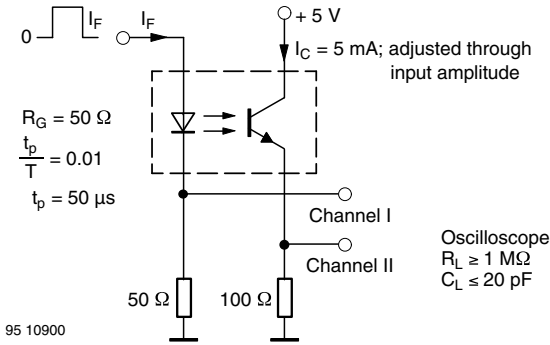 0
I_F
I_F
+ 5 V
I_C = 5 mA; adjusted through
input amplitude
R_G = 50 Ω
t_p
T
= 0.01
t_p = 50 μs
Channel I
Channel II
50 Ω
100 Ω
Oscilloscope
R_L ≥ 1 MΩ
C_L ≤ 20 pF
95 10900